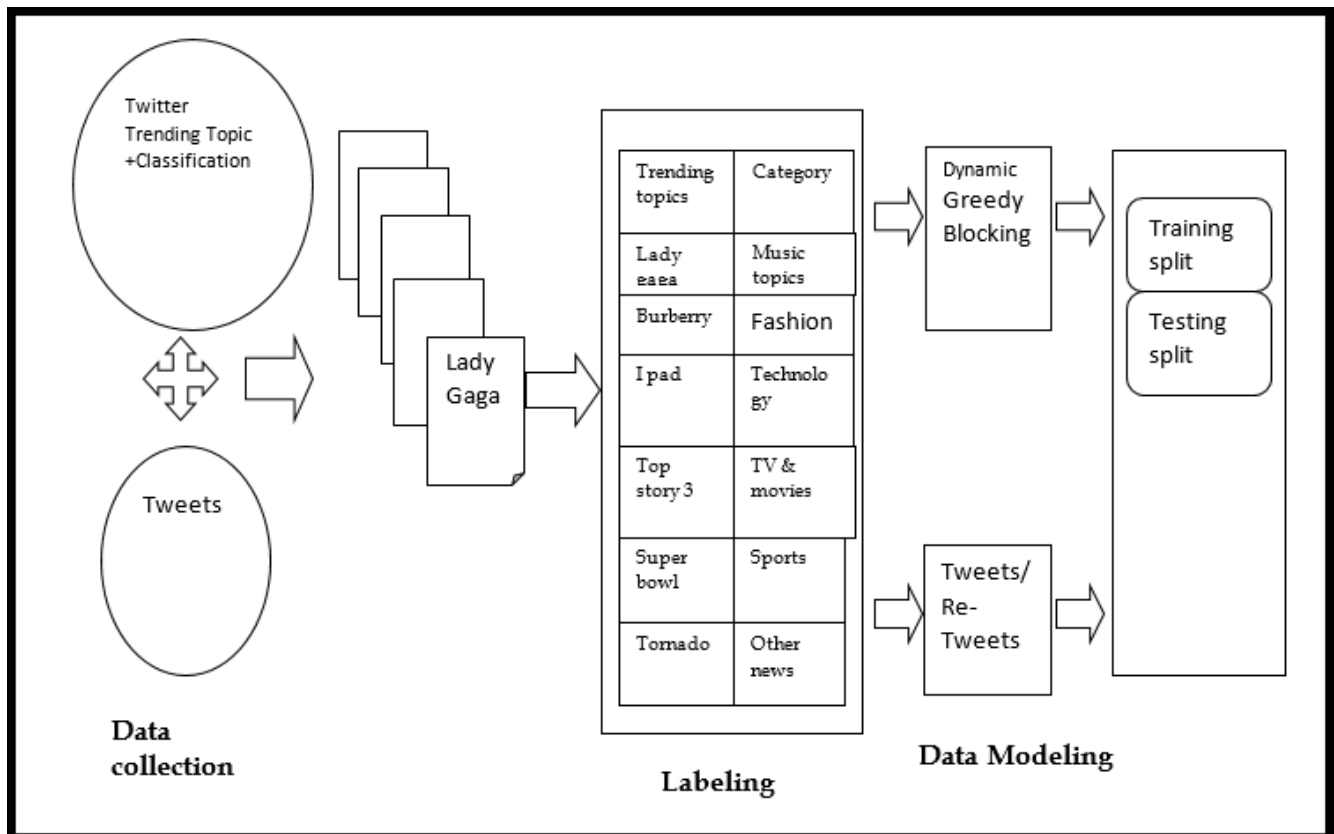 Twitter
Trending Topic
+Classification
Tweets
Data
collection
Lady
Gaga
Trending
topics
Category
Lady
gaga
Music
topics
Burberry
Fashion
I pad
Technolo
gy
Top
story 3
TV &
movies
Super
bowl
Sports
Tornado
Other
news
Labeling
Dynamic
Greedy
Blocking
Tweets/
Re-
Tweets
Data Modeling
Training
split
Testing
split